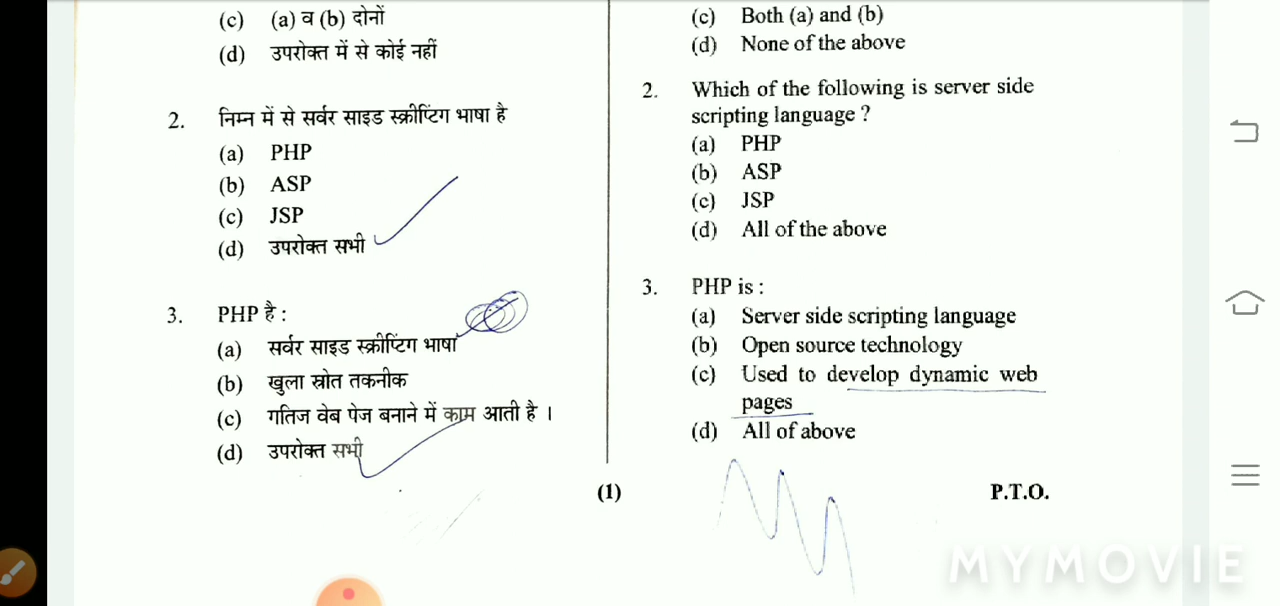 (c) (a) व (b) दोनों
(d) उपरोक्त में से कोई नहीं
2. निम्न में से सर्वर साइड स्क्रीप्टिंग भाषा है
(a) PHP
(b) ASP
(c) JSP
(d) उपरोक्त सभी
3. PHP है :
(a) सर्वर साइड स्क्रीप्टिंग भाषा
(b) खुला स्रोत तकनीक
(c) गतिज वेब पेज बनाने में काम आती है ।
(d) उपरोक्त सभी
(c) Both (a) and (b)
(d) None of the above
2. Which of the following is server side
scripting language ?
(a) PHP
(b) ASP
(c) JSP
(d) All of the above
3. PHP is :
(a) Server side scripting language
(b) Open source technology
(c) Used to develop dynamic web
pages
(d) All of above
(1)
P.T.O.
MYMOVIE